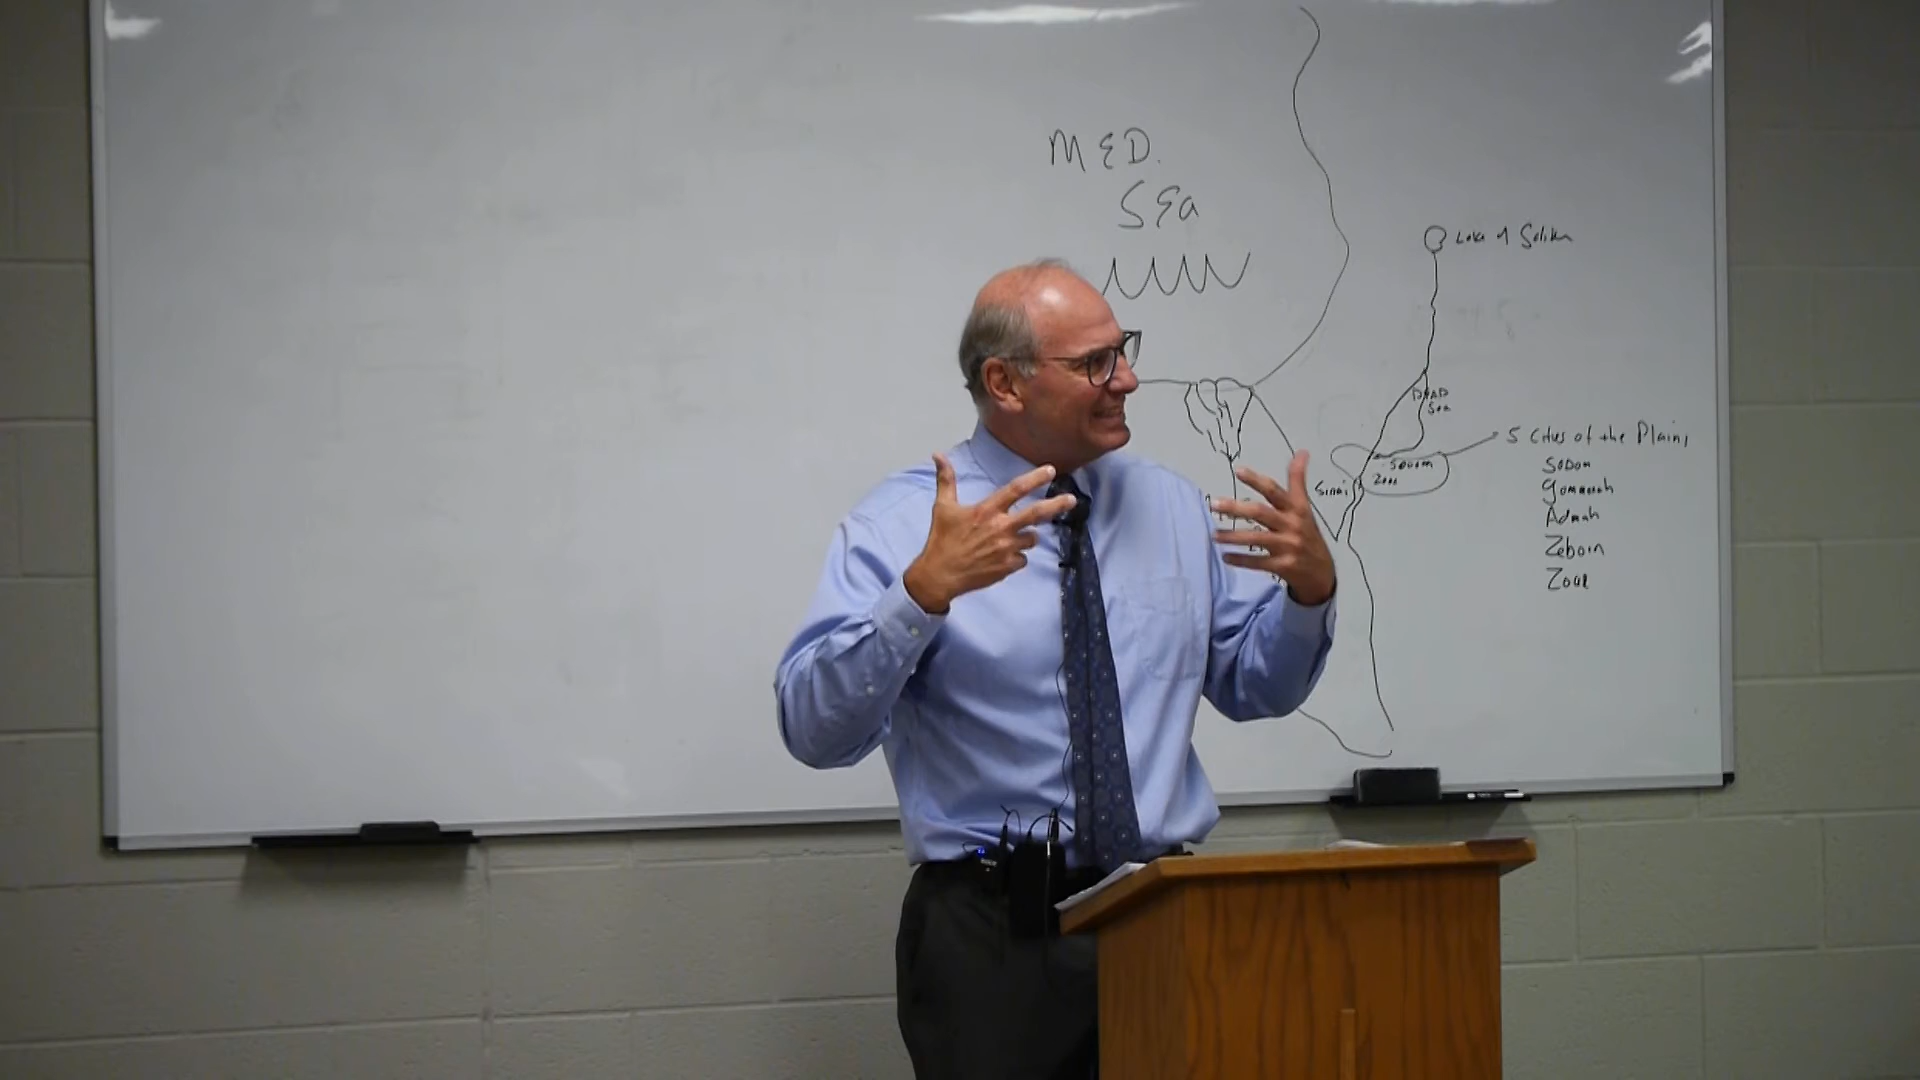 MED.
SEa
Lake of Galilee
DEAD
Sea
5 Cities of the Plains
Sodom
Zoar
Sinai
Sodom
Gomorrah
Admah
Zeboin
Zoar